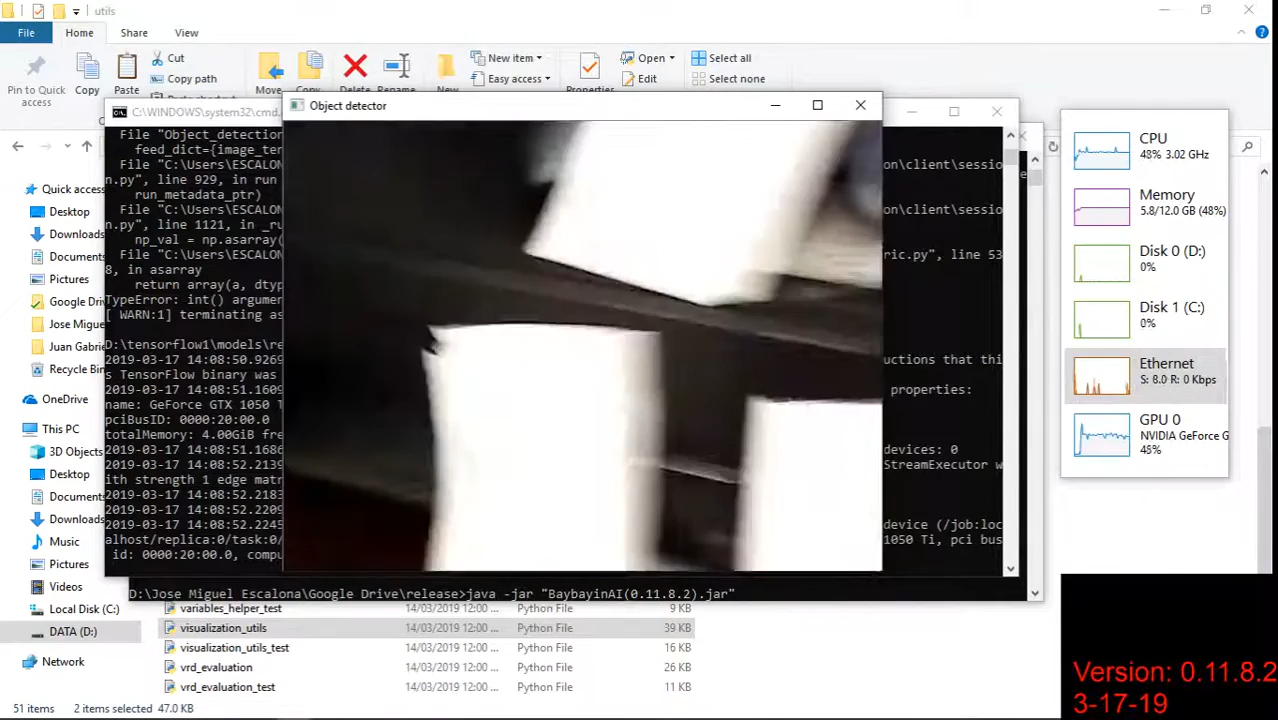 utils
File
Home
Share
View
Pin to Quick access
Copy
Paste
Cut
Copy path
Move
Copy
Delete
Rename
New item
Easy access
Properties
Open
Edit
Select all
Select none
C:\WINDOWS\system32\cmd.
Object detector
File "Object_detection
feed_dict={image_ten
File "C:\Users\ESCALON
on\client\sessio
n.py", line 929, in run
run_metadata_ptr)
File "C:\Users\ESCALON
on\client\sessio
n.py", line 1121, in _ru
np_val = np.asarray(
File "C:\Users\ESCALON
ric.py", line 53
8, in asarray
return array(a, dtyp
TypeError: int() argumen
[ WARN:1] terminating as
D:\tensorflow1\models\re
2019-03-17 14:08:50.9269
uctions that thi
s TensorFlow binary was
2019-03-17 14:08:51.1609
properties:
name: GeForce GTX 1050 T
pciBusID: 0000:20:00.0
totalMemory: 4.00GiB fre
2019-03-17 14:08:51.1686
devices: 0
2019-03-17 14:08:52.2139
StreamExecutor w
ith strength 1 edge matr
2019-03-17 14:08:52.2183
2019-03-17 14:08:52.2209
2019-03-17 14:08:52.2245
device (/job:loc
alhost/replica:0/task:0/
1050 Ti, pci bus
id: 0000:20:00.0, compu
D:\Jose Miguel Escalona\Google Drive\release>java -jar "BaybayinAI(0.11.8.2).jar"
Quick access
Desktop
Downloads
Documents
Pictures
Google Driv
Jose Migue
Juan Gabrie
Recycle Bin
OneDrive
This PC
3D Objects
Desktop
Documents
Downloads
Music
Pictures
Videos
Local Disk (C:)
DATA (D:)
Network
variables_helper_test 14/03/2019 12:00 ... Python File 9 KB
visualization_utils 14/03/2019 12:00 ... Python File 39 KB
visualization_utils_test 14/03/2019 12:00 ... Python File 16 KB
vrd_evaluation 14/03/2019 12:00 ... Python File 26 KB
vrd_evaluation_test 14/03/2019 12:00 ... Python File 11 KB
51 items 2 items selected 47.0 KB
CPU
48% 3.02 GHz
Memory
5.8/12.0 GB (48%)
Disk 0 (D:)
0%
Disk 1 (C:)
0%
Ethernet
S: 8.0 R: 0 Kbps
GPU 0
NVIDIA GeForce G
45%
Version: 0.11.8.2
3-17-19